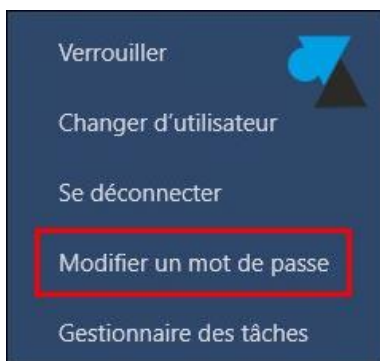 Verrouiller
Changer d'utilisateur
Se déconnecter
Modifier un mot de passe
Gestionnaire des tâches